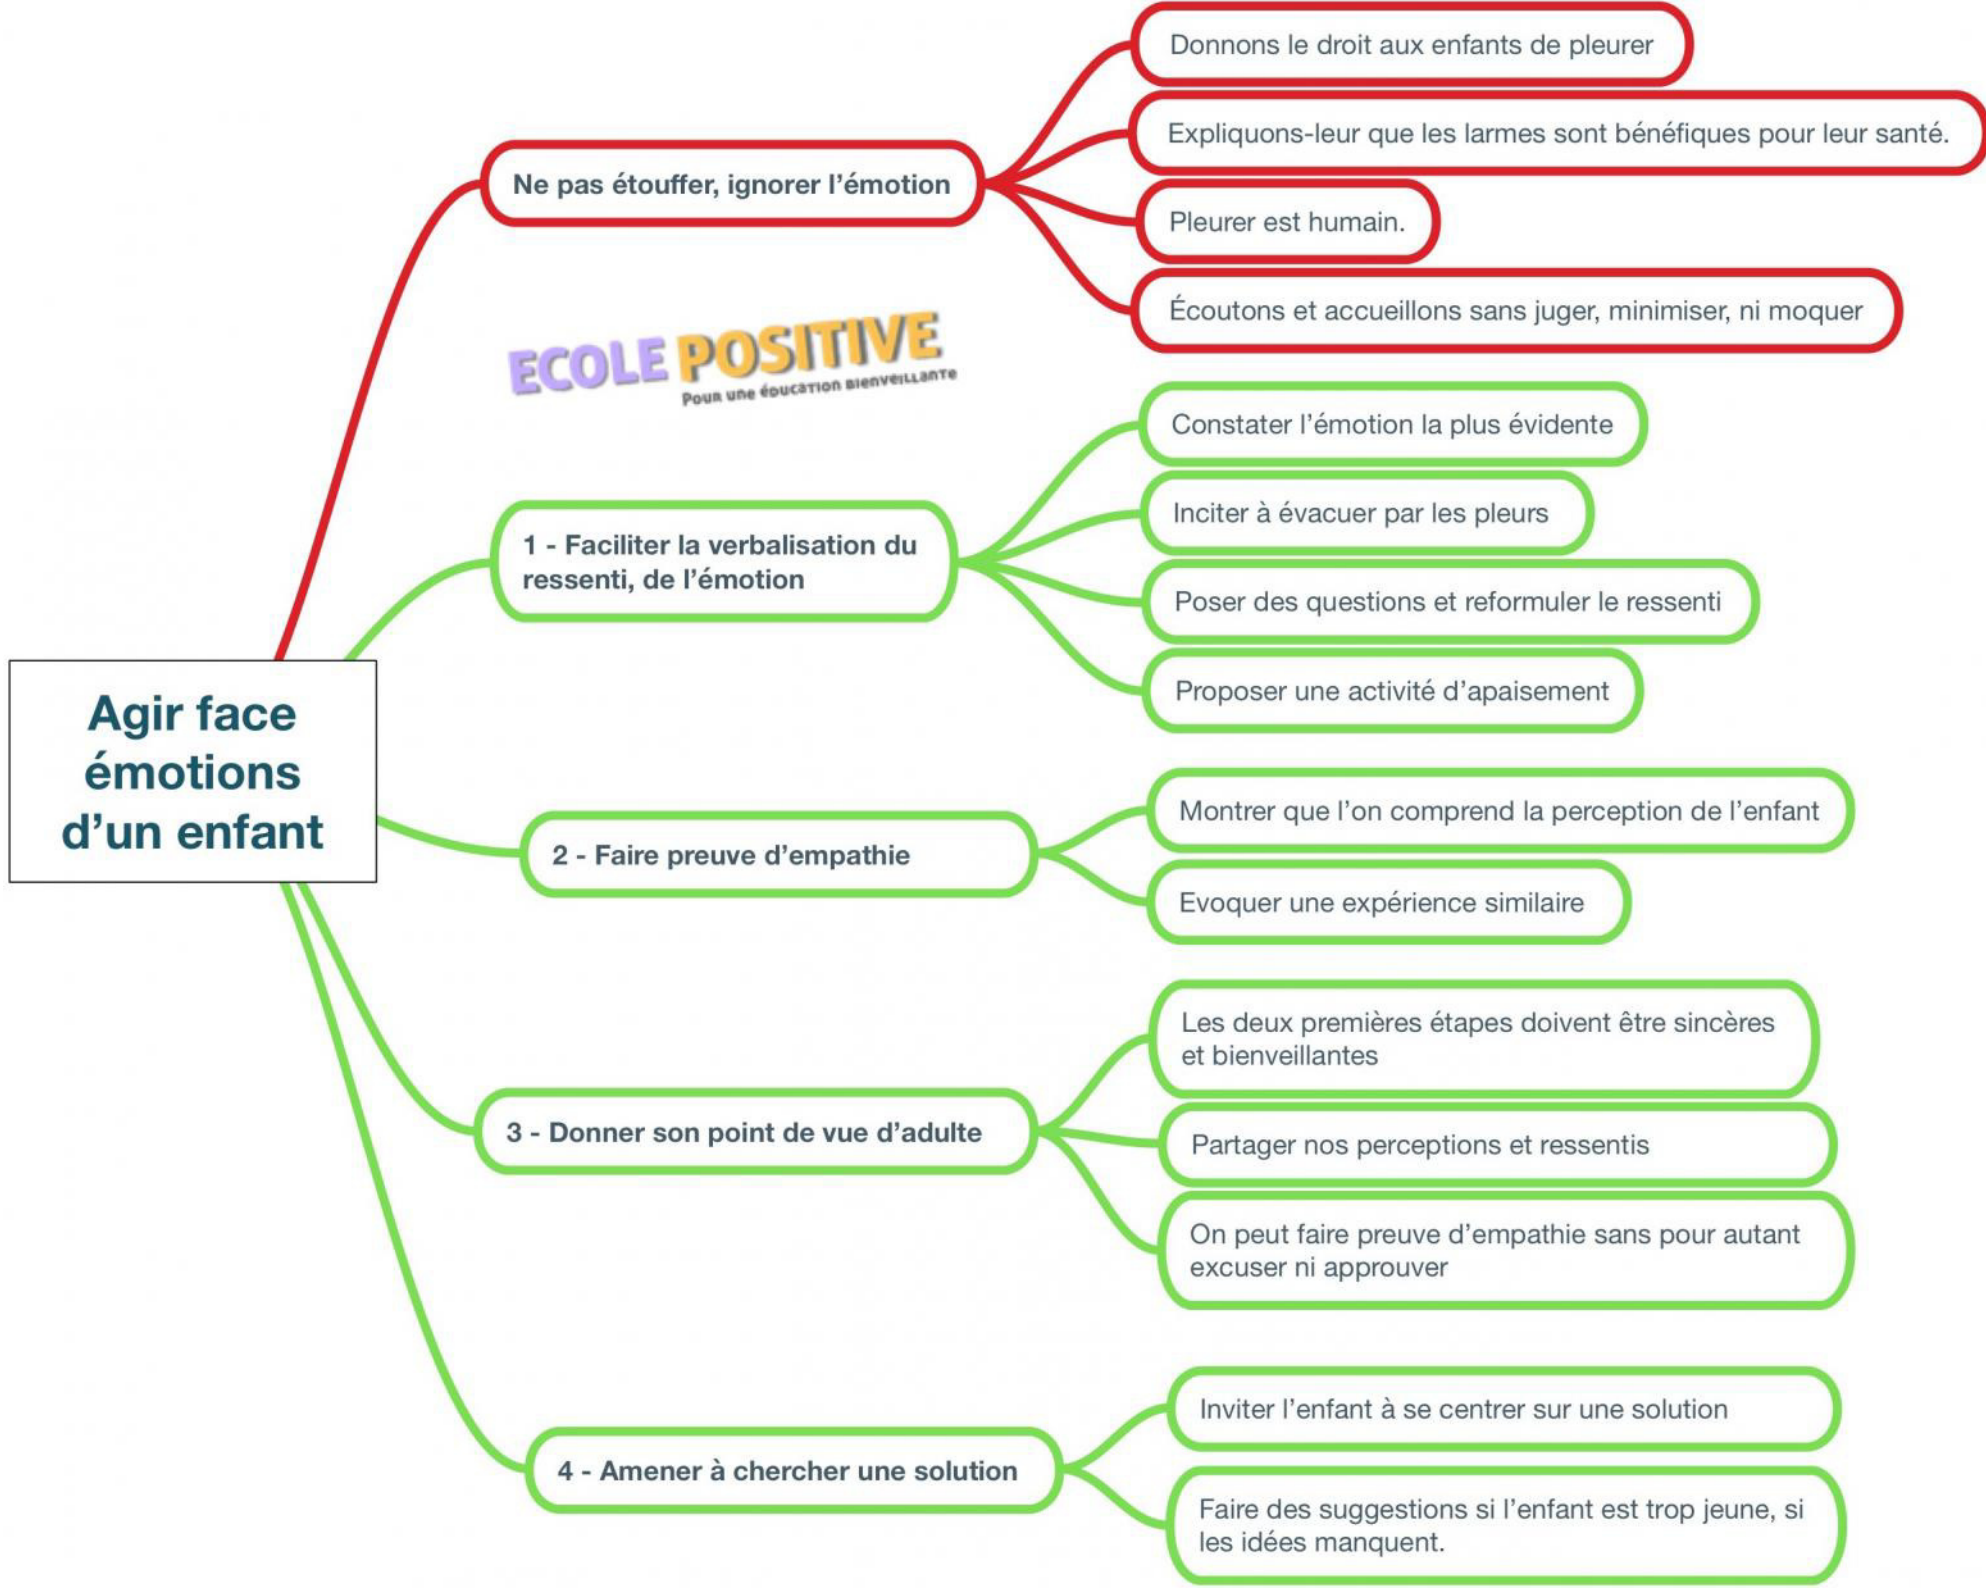 Donnons le droit aux enfants de pleurer
Expliquons-leur que les larmes sont bénéfiques pour leur santé.
Ne pas étouffer, ignorer l'émotion
Pleurer est humain.
Écoutons et accueillons sans juger, minimiser, ni moquer
ECOLE POSITIVE
Pour une éducation bienveillante
Constater l'émotion la plus évidente
Inciter à évacuer par les pleurs
1 - Faciliter la verbalisation du
ressenti, de l'émotion
Poser des questions et reformuler le ressenti
Proposer une activité d'apaisement
Agir face
émotions
d'un enfant
Montrer que l'on comprend la perception de l'enfant
2 - Faire preuve d'empathie
Evoquer une expérience similaire
Les deux premières étapes doivent être sincères
et bienveillantes
3 - Donner son point de vue d'adulte
Partager nos perceptions et ressentis
On peut faire preuve d'empathie sans pour autant
excuser ni approuver
Inviter l'enfant à se centrer sur une solution
4 - Amener à chercher une solution
Faire des suggestions si l'enfant est trop jeune, si
les idées manquent.